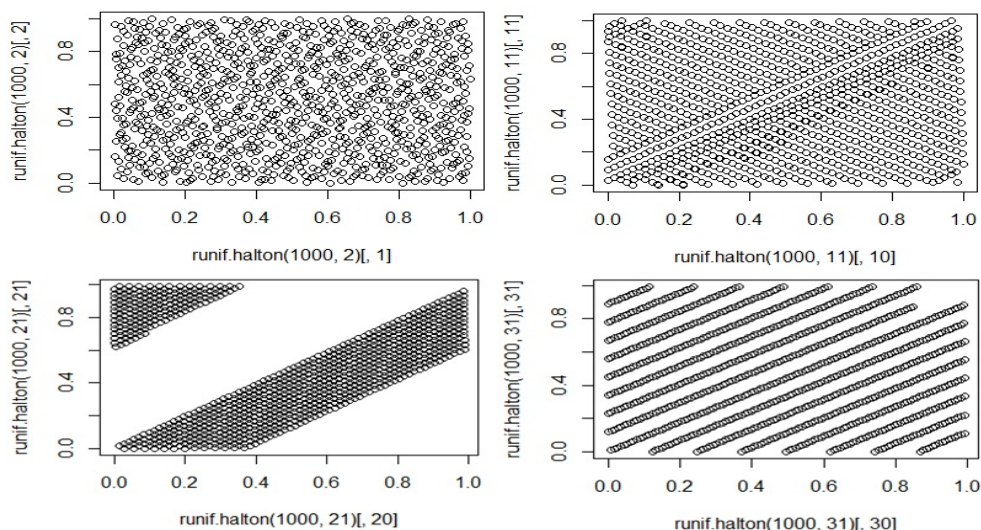 runif.halton(1000, 2)[, 2]
0.8
0.4
0.0
0.0 0.2 0.4 0.6 0.8 1.0
runif.halton(1000, 2)[, 1]
runif.halton(1000, 11)[, 11]
0.8
0.4
0.0
0.0 0.2 0.4 0.6 0.8 1.0
runif.halton(1000, 11)[, 10]
runif.halton(1000, 21)[, 21]
0.8
0.4
0.0
0.0 0.2 0.4 0.6 0.8 1.0
runif.halton(1000, 21)[, 20]
runif.halton(1000, 31)[, 31]
0.8
0.4
0.0
0.0 0.2 0.4 0.6 0.8 1.0
runif.halton(1000, 31)[, 30]